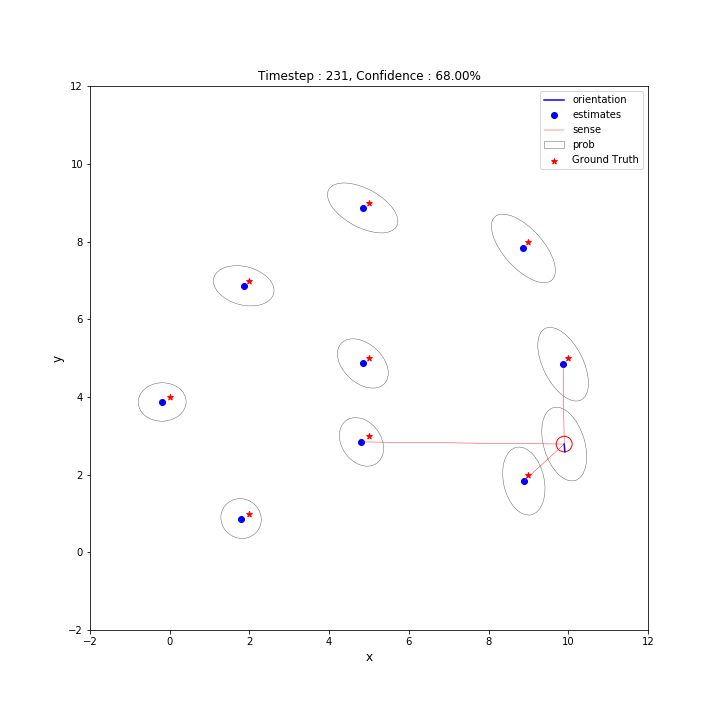 Timestep : 231, Confidence : 68.00%
orientation
estimates
sense
prob
Ground Truth
12
10
8
6
4
2
0
−2
y
−2 0 2 4 6 8 10 12
x